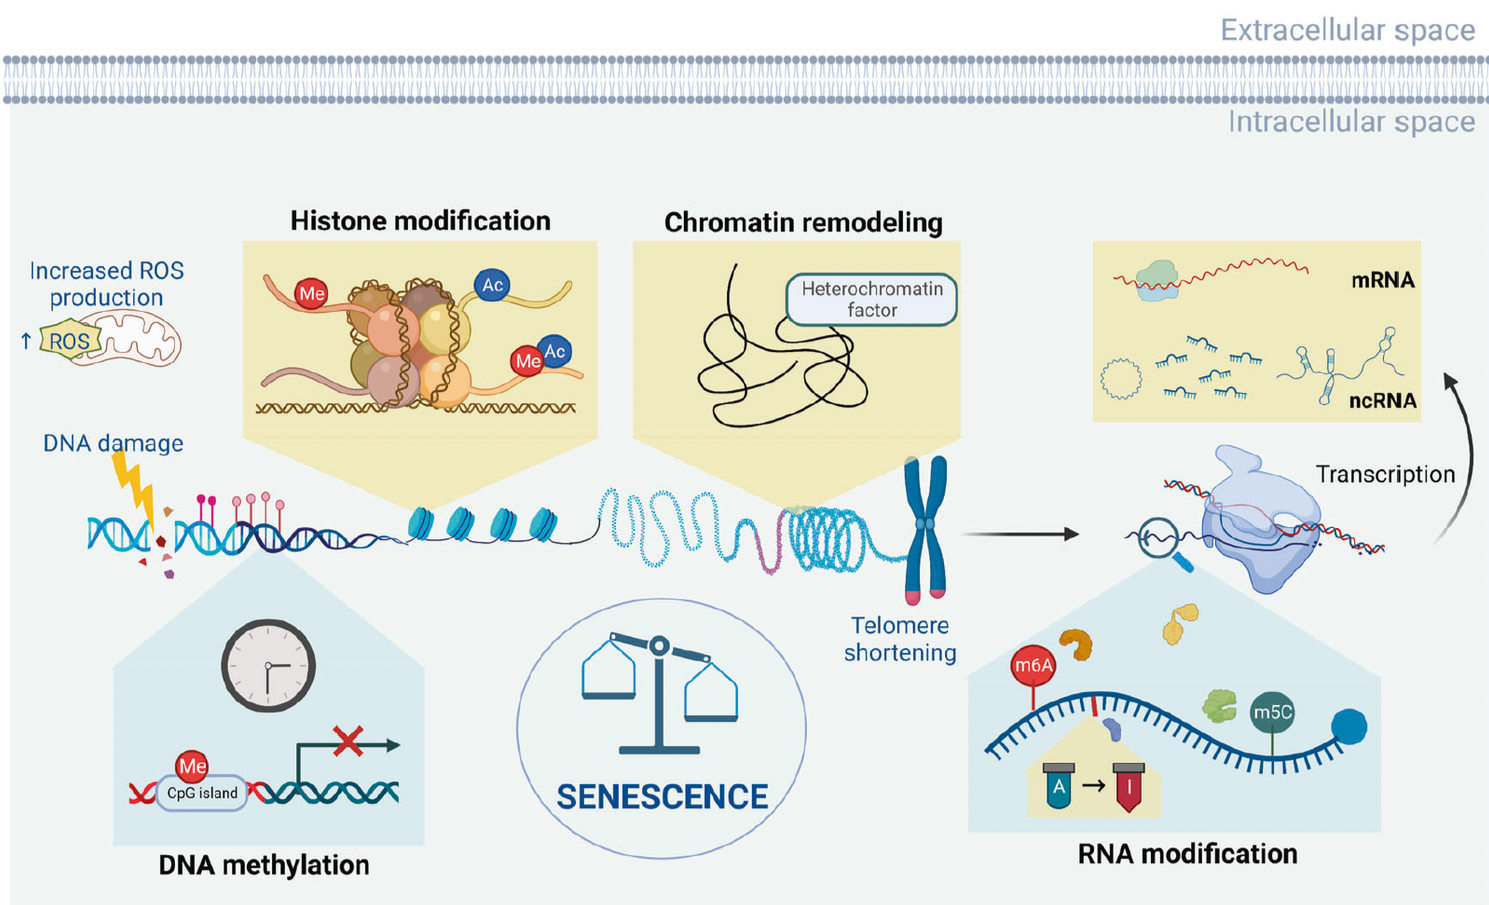 Extracellular space
Intracellular space
Histone modification
Chromatin remodeling
Increased ROS
production
↑ ROS
Me
Ac
Me
Ac
Heterochromatin
factor
mRNA
ncRNA
DNA damage
Transcription
Telomere
shortening
Me
CpG island
DNA methylation
SENESCENCE
m6A
m5C
A → I
RNA modification